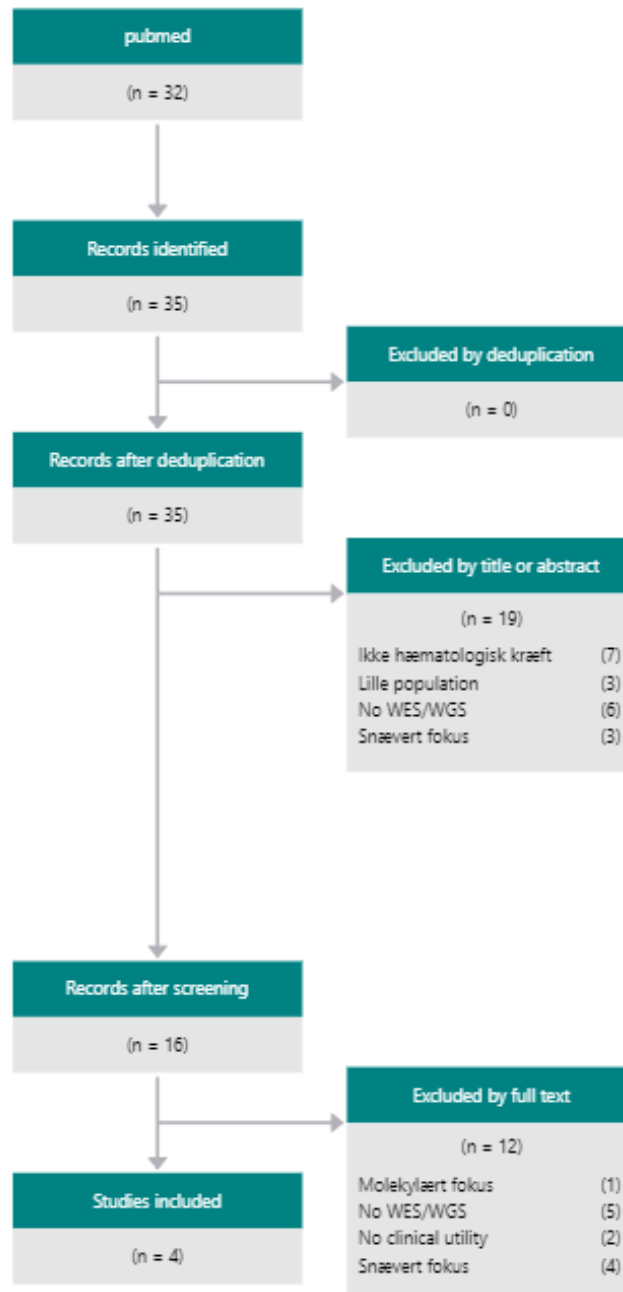 pubmed
(n = 32)
Records identified
(n = 35)
Excluded by deduplication
(n = 0)
Records after deduplication
(n = 35)
Excluded by title or abstract
(n = 19)
Ikke hæmatologisk kræft (7)
Lille population (3)
No WES/WGS (6)
Snævert fokus (3)
Records after screening
(n = 16)
Excluded by full text
(n = 12)
Molekylært fokus (1)
No WES/WGS (5)
No clinical utility (2)
Snævert fokus (4)
Studies included
(n = 4)